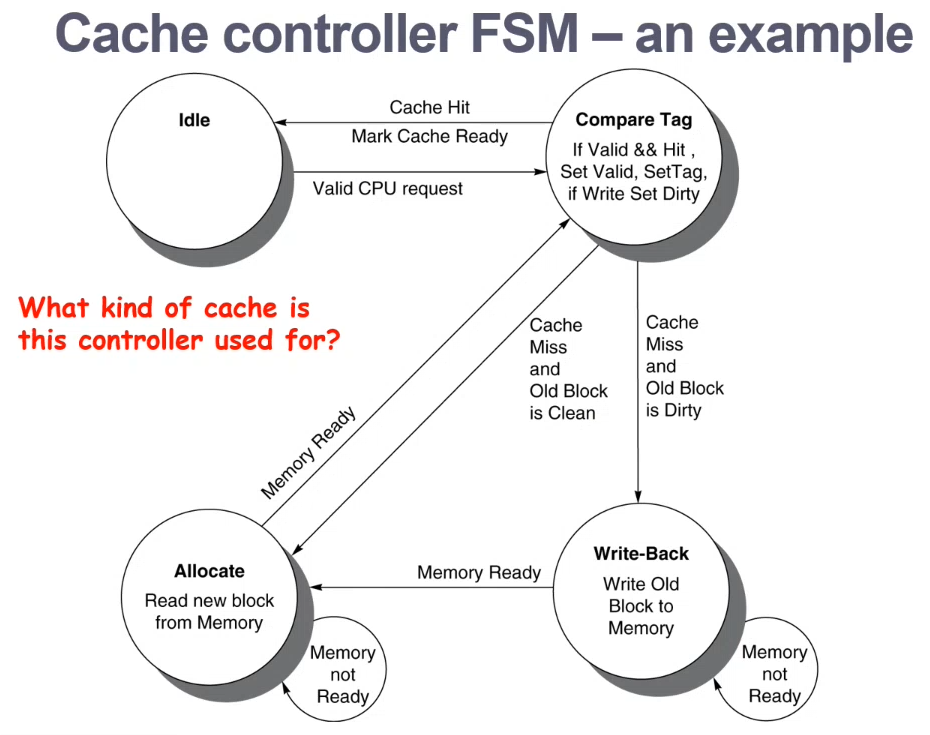 Cache controller FSM – an example
Idle
Cache Hit
Mark Cache Ready
Valid CPU request
Compare Tag
If Valid && Hit ,
Set Valid, SetTag,
if Write Set Dirty
What kind of cache is
this controller used for?
Cache
Miss
and
Old Block
is Clean
Cache
Miss
and
Old Block
is Dirty
Memory Ready
Allocate
Read new block
from Memory
Memory
not
Ready
Memory Ready
Write-Back
Write Old
Block to
Memory
Memory
not
Ready